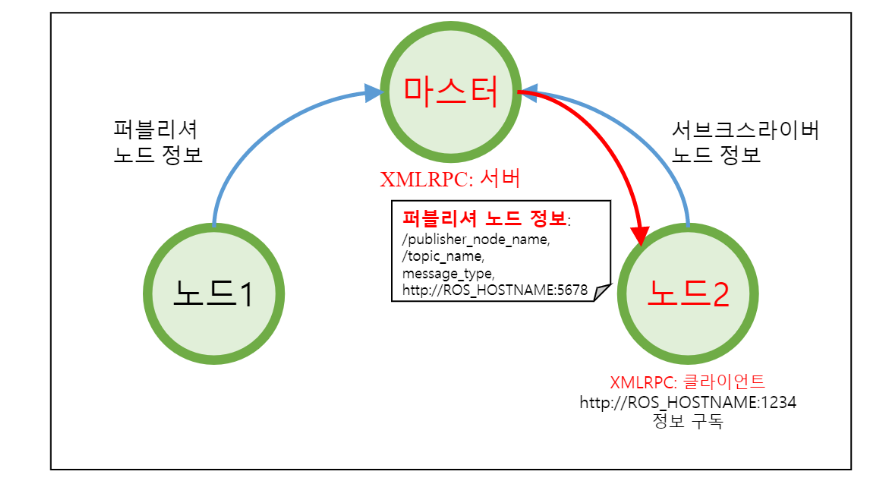 마스터
퍼블리셔
노드 정보
서브크스라이버
노드 정보
XMLRPC: 서버
퍼블리셔 노드 정보:
/publisher_node_name,
/topic_name,
message_type,
http://ROS_HOSTNAME:5678
노드1
노드2
XMLRPC: 클라이언트
http://ROS_HOSTNAME:1234
정보 구독